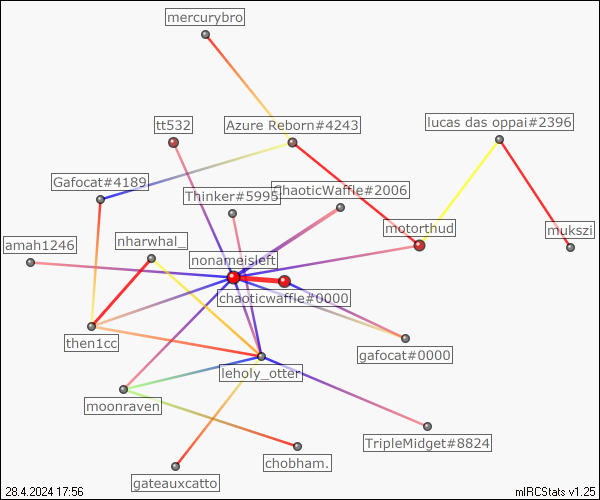 mercurybro
tt532
Azure Reborn#4243
lucas das oppai#2396
Gafocat#4189
Thinker#5995
ChaoticWaffle#2006
motorthud
mukszi
amah1246
nharwhal_
nonameisleft
chaoticwaffle#0000
then1cc
gafocat#0000
leholy_otter
moonraven
TripleMidget#8824
chobham.
gateauxcatto
28.4.2024 17:56
mIRCStats v1.25